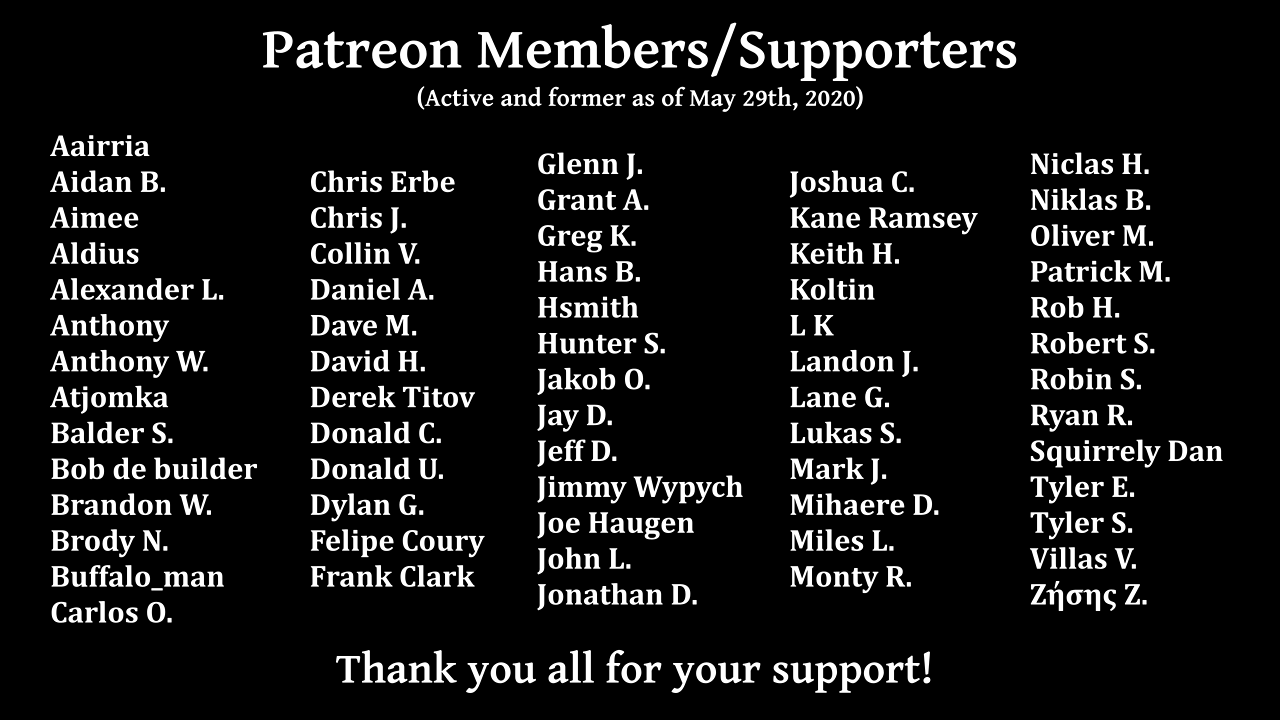 Patreon Members/Supporters
(Active and former as of May 29th, 2020)
Aairria
Aidan B.
Aimee
Aldius
Alexander L.
Anthony
Anthony W.
Atjomka
Balder S.
Bob de builder
Brandon W.
Brody N.
Buffalo_man
Carlos O.
Chris Erbe
Chris J.
Collin V.
Daniel A.
Dave M.
David H.
Derek Titov
Donald C.
Donald U.
Dylan G.
Felipe Coury
Frank Clark
Glenn J.
Grant A.
Greg K.
Hans B.
Hsmith
Hunter S.
Jakob O.
Jay D.
Jeff D.
Jimmy Wypych
Joe Haugen
John L.
Jonathan D.
Joshua C.
Kane Ramsey
Keith H.
Koltin
L K
Landon J.
Lane G.
Lukas S.
Mark J.
Mihaere D.
Miles L.
Monty R.
Niclas H.
Niklas B.
Oliver M.
Patrick M.
Rob H.
Robert S.
Robin S.
Ryan R.
Squirrely Dan
Tyler E.
Tyler S.
Villas V.
Ζήσης Z.
Thank you all for your support!